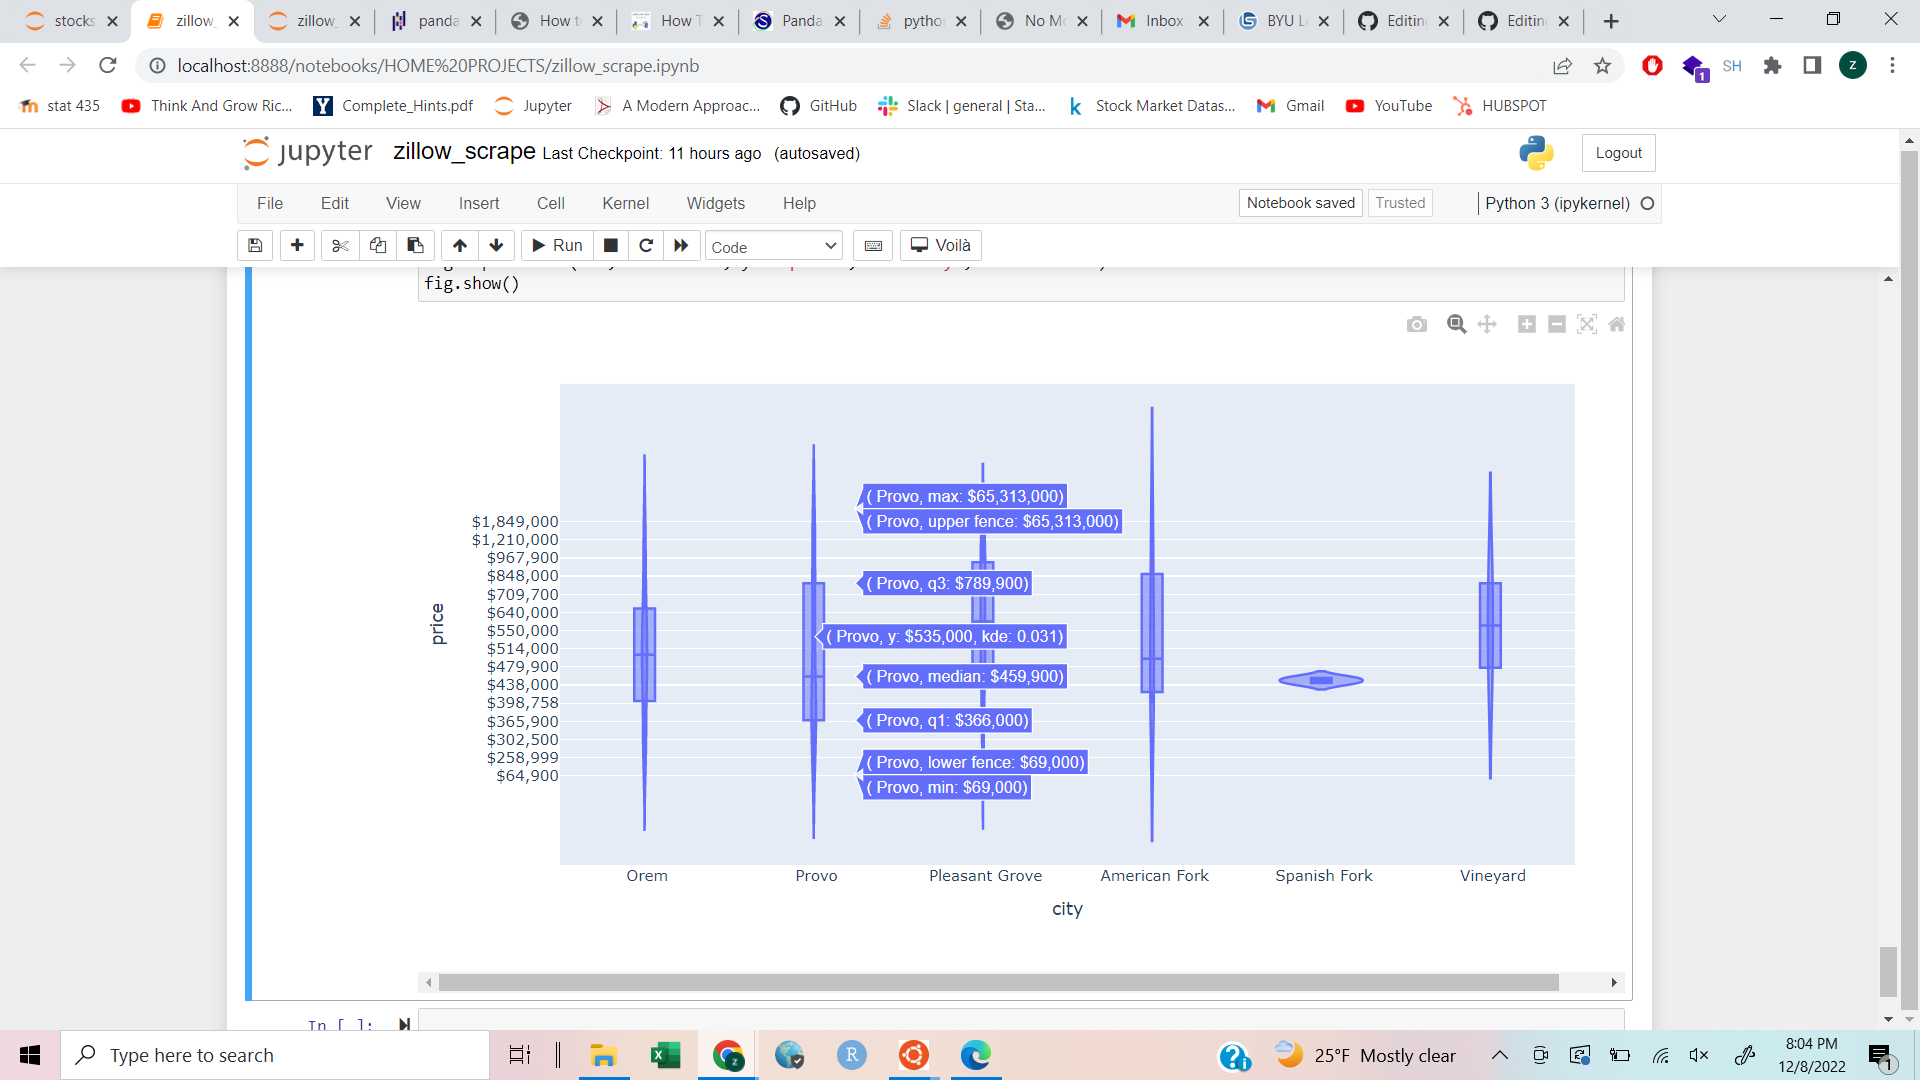 stocks
zillow_
zillow_
panda
How t
How T
Panda
pytho
No Mo
Inbox
BYU L
Editin
Editin
localhost:8888/notebooks/HOME%20PROJECTS/zillow_scrape.ipynb
1
SH
z
stat 435
Think And Grow Ric...
Complete_Hints.pdf
Jupyter
A Modern Approac...
GitHub
Slack | general | Sta...
Stock Market Datas...
Gmail
YouTube
HUBSPOT
jupyter
zillow_scrape Last Checkpoint: 11 hours ago (autosaved)
Logout
File Edit View Insert Cell Kernel Widgets Help
Notebook saved
Trusted
Python 3 (ipykernel)
Run
Code
Voilà
fig.show()
price
$1,849,000
$1,210,000
$967,900
$848,000
$709,700
$640,000
$550,000
$514,000
$479,900
$438,000
$398,758
$365,900
$302,500
$258,999
$64,900
( Provo, max: $65,313,000)
( Provo, upper fence: $65,313,000)
( Provo, q3: $789,900)
( Provo, y: $535,000, kde: 0.031)
( Provo, median: $459,900)
( Provo, q1: $366,000)
( Provo, lower fence: $69,000)
( Provo, min: $69,000)
Orem Provo Pleasant Grove American Fork Spanish Fork Vineyard
city
In [ ]:
Type here to search
25°F Mostly clear
8:04 PM
12/8/2022
1